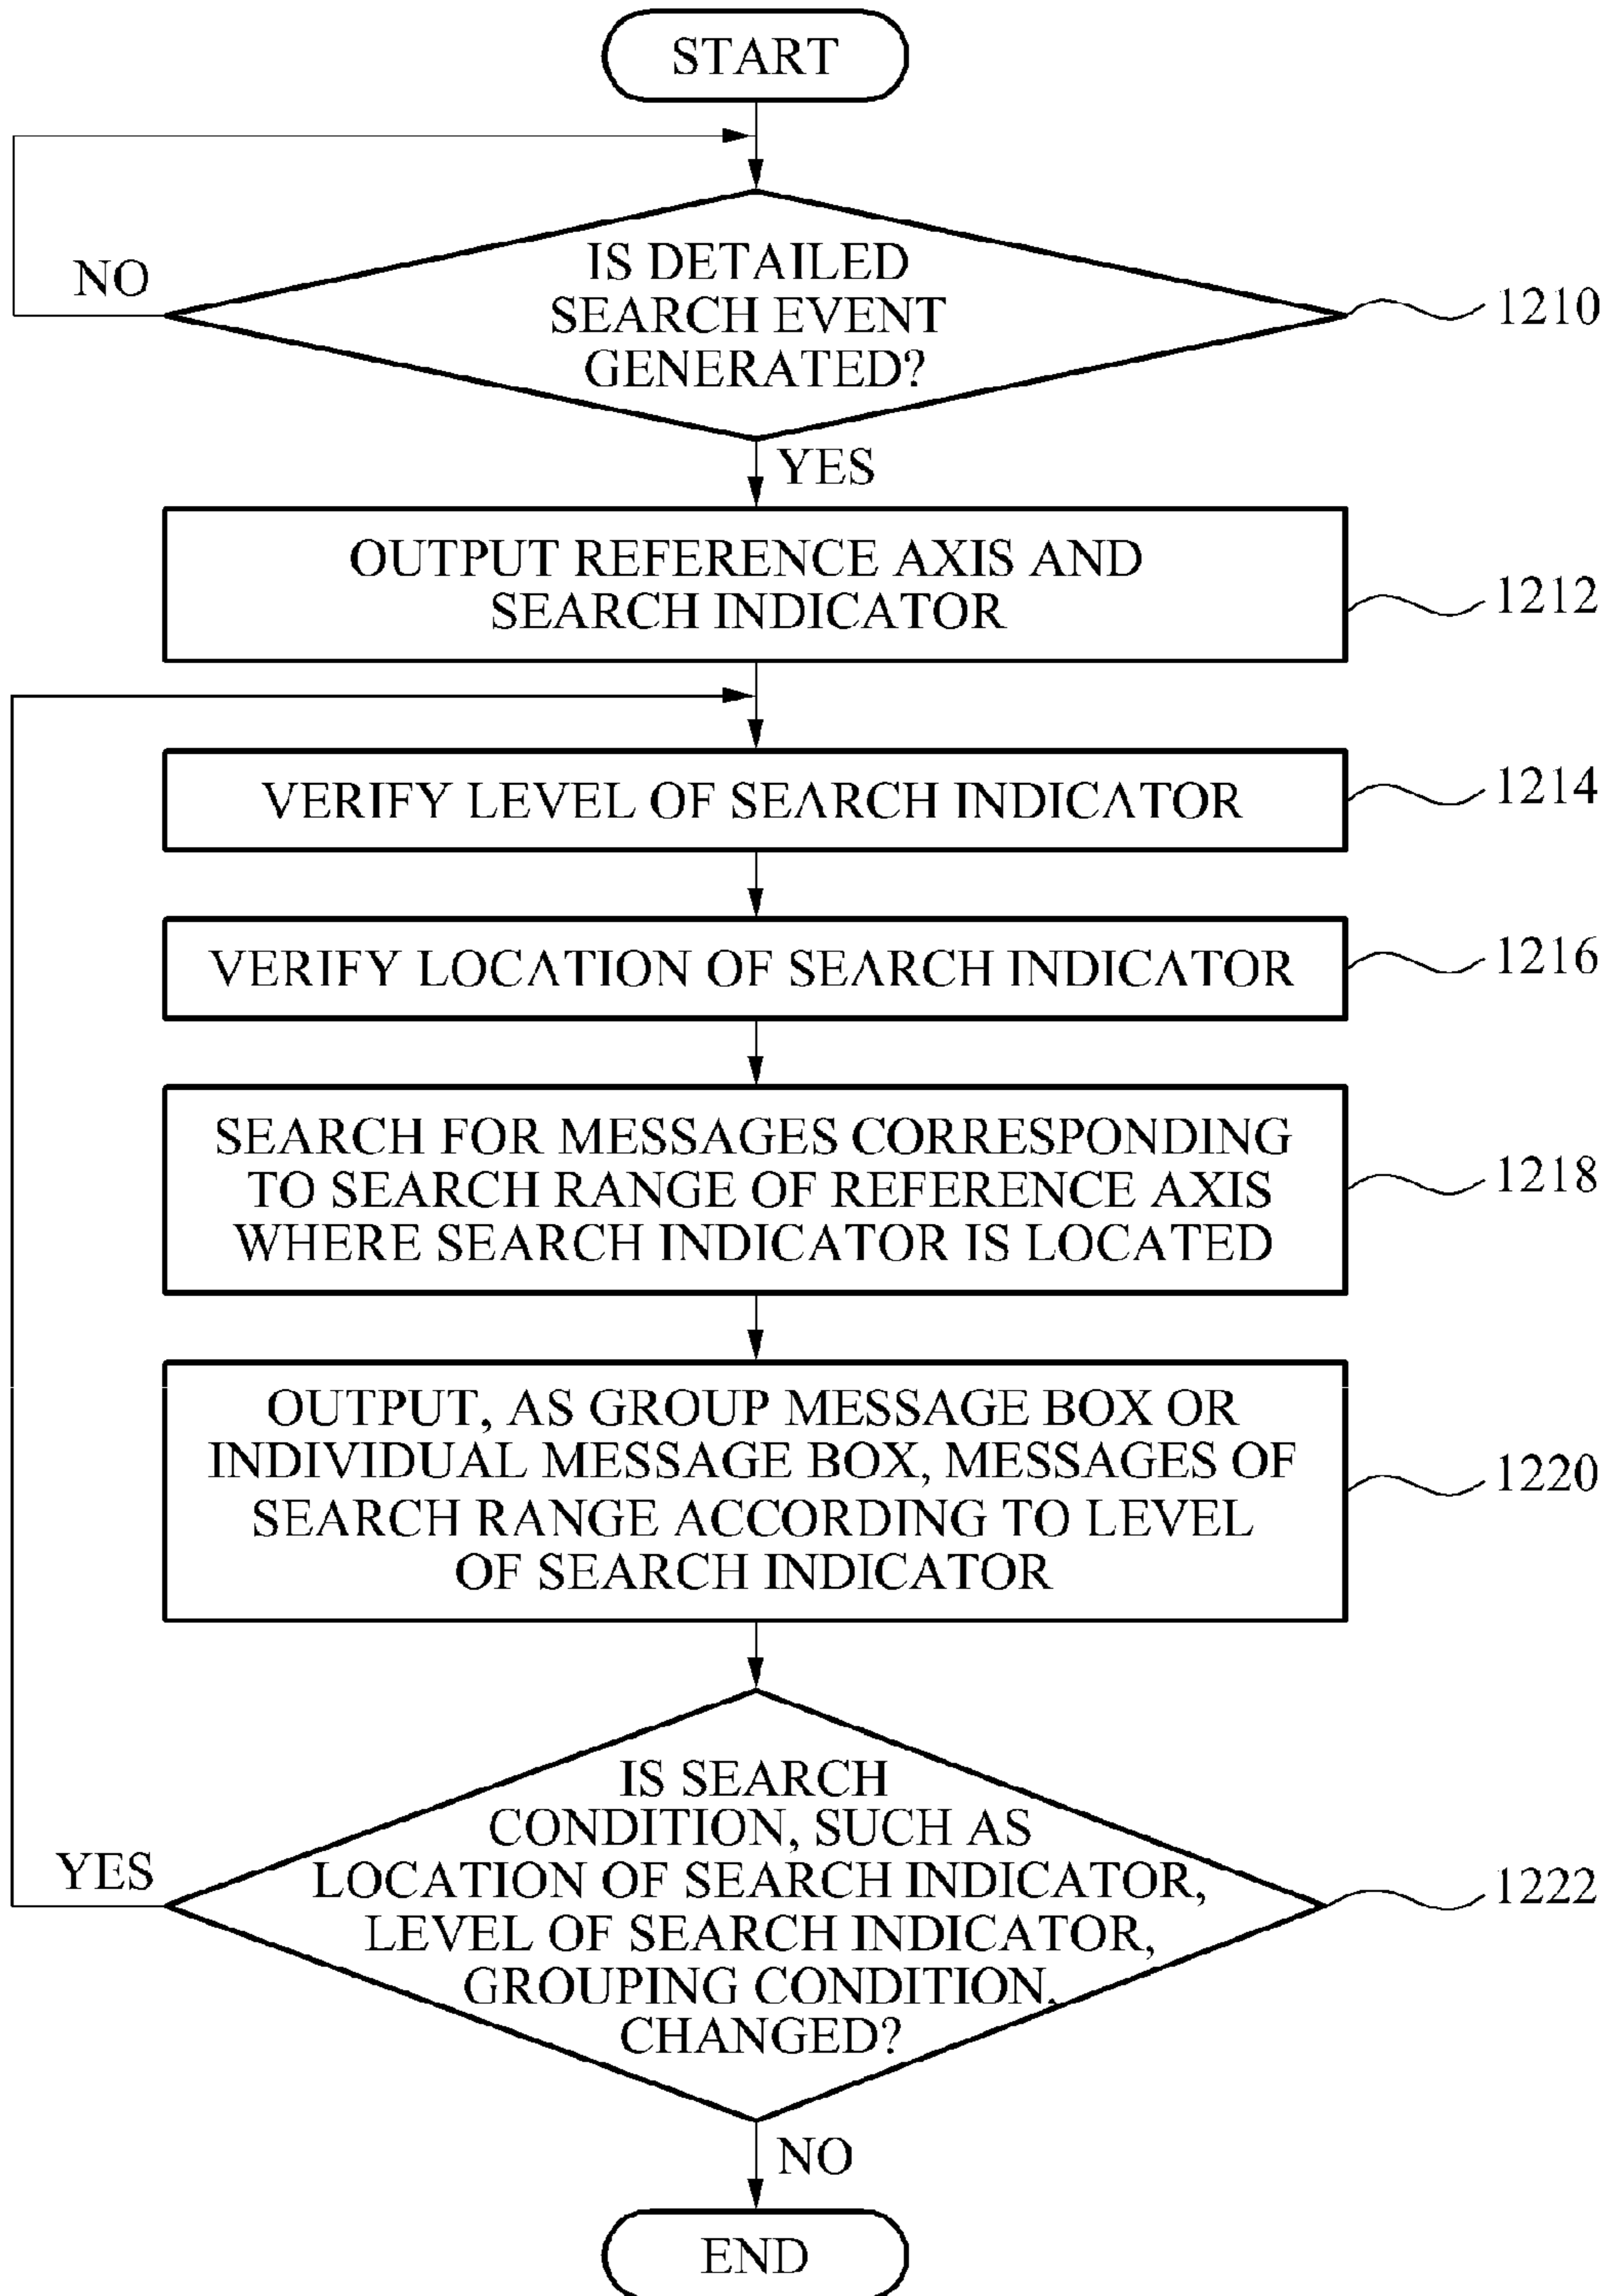 START
NO
IS DETAILED
SEARCH EVENT
GENERATED?
1210
YES
OUTPUT REFERENCE AXIS AND
SEARCH INDICATOR
1212
VERIFY LEVEL OF SEARCH INDICATOR
1214
VERIFY LOCATION OF SEARCH INDICATOR
1216
SEARCH FOR MESSAGES CORRESPONDING
TO SEARCH RANGE OF REFERENCE AXIS
WHERE SEARCH INDICATOR IS LOCATED
1218
OUTPUT, AS GROUP MESSAGE BOX OR
INDIVIDUAL MESSAGE BOX, MESSAGES OF
SEARCH RANGE ACCORDING TO LEVEL
OF SEARCH INDICATOR
1220
IS SEARCH
CONDITION, SUCH AS
LOCATION OF SEARCH INDICATOR,
LEVEL OF SEARCH INDICATOR,
GROUPING CONDITION,
CHANGED?
YES
1222
NO
END